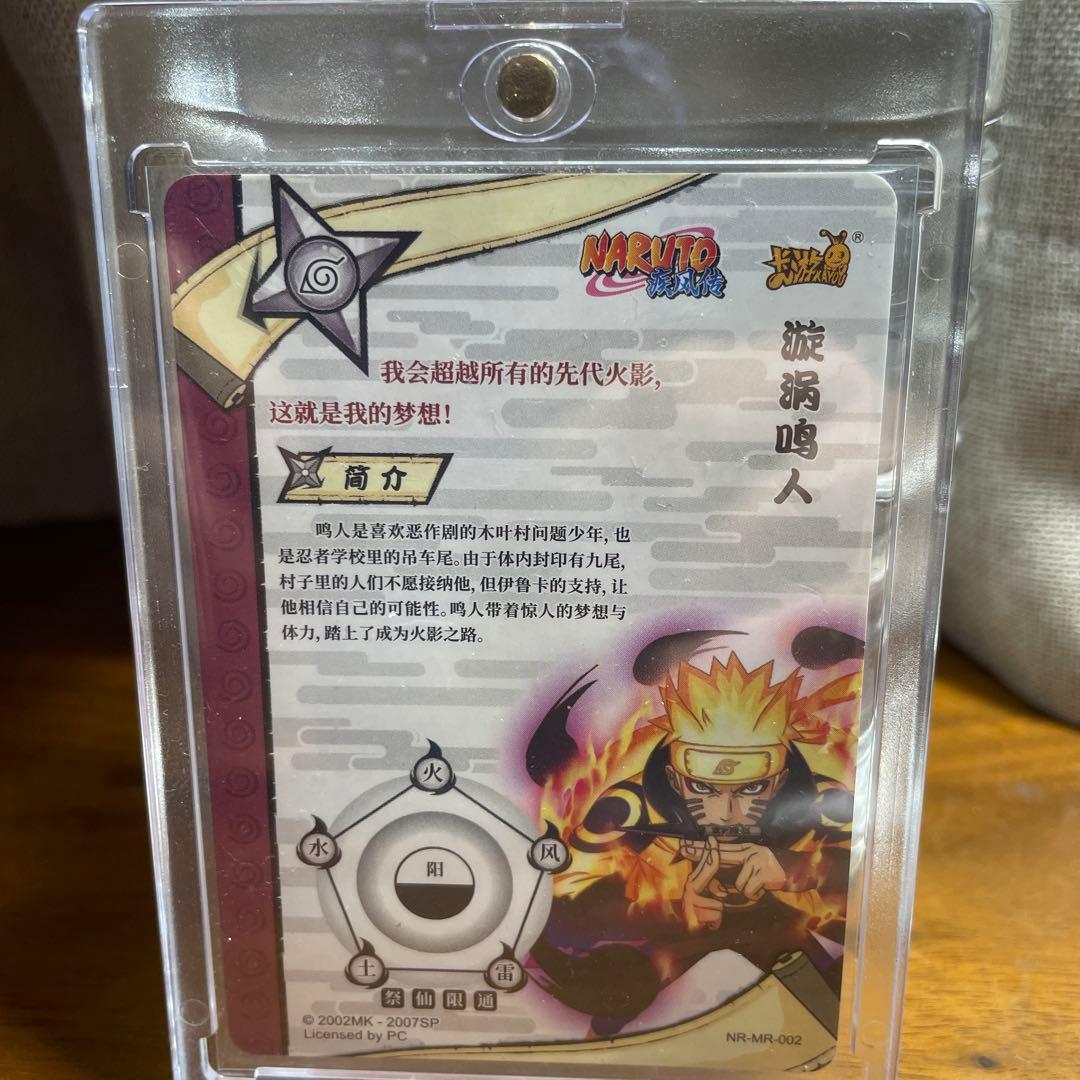 NARUTO
疾风传
卡游
KAYOU
®
漩涡鸣人
我会超越所有的先代火影，
这就是我的梦想！
简介
鸣人是喜欢恶作剧的木叶村问题少年，也
是忍者学校里的吊车尾。由于体内封印有九尾，
村子里的人们不愿接纳他，但伊鲁卡的支持，让
他相信自己的可能性。鸣人带着惊人的梦想与
体力，踏上了成为火影之路。
火
水
阳
风
土
雷
祭仙限通
© 2002MK - 2007SP
Licensed by PC
NR-MR-002